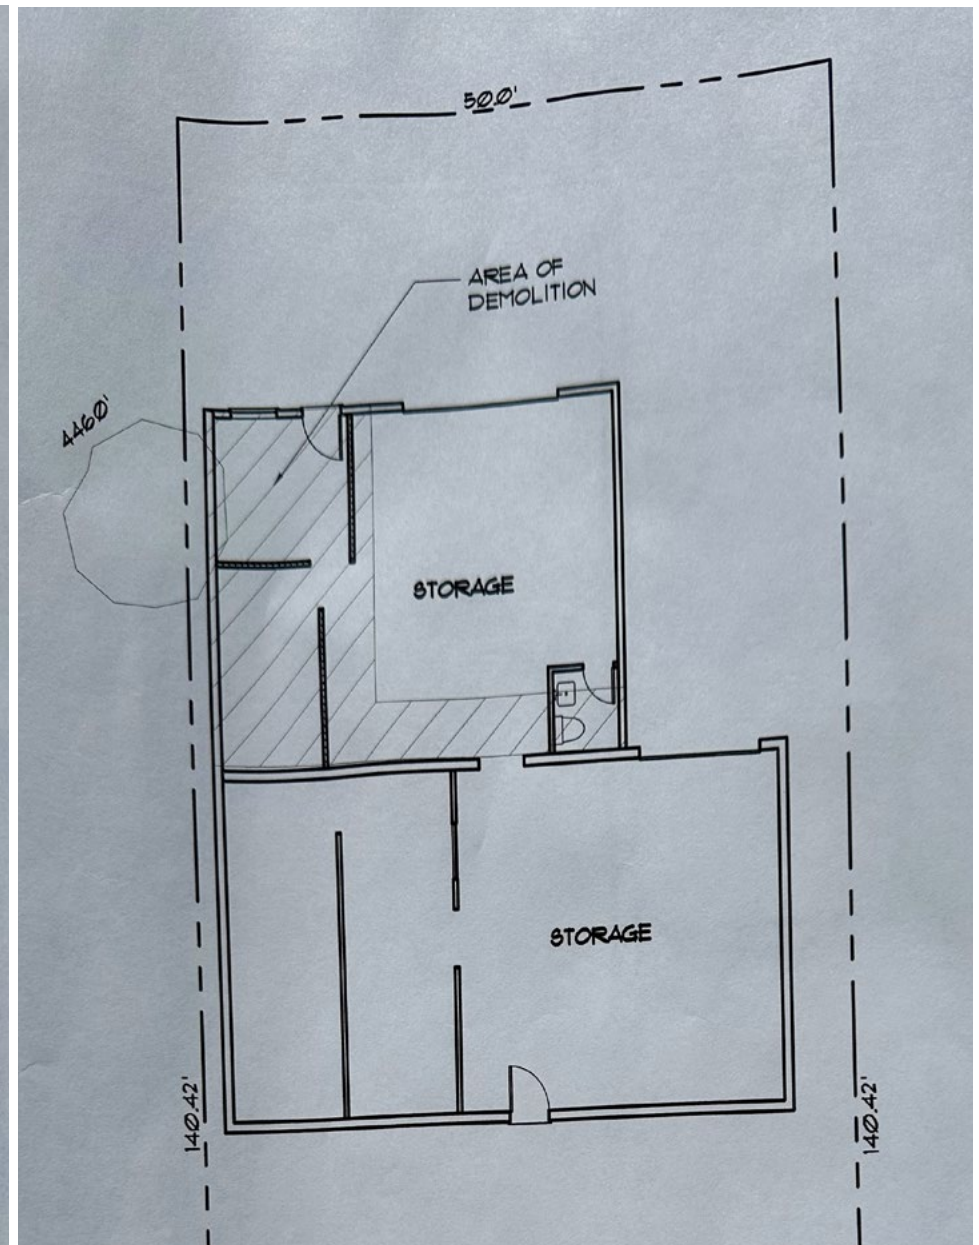 50.0'
AREA OF
DEMOLITION
44.60'
STORAGE
STORAGE
140.42'
140.42'